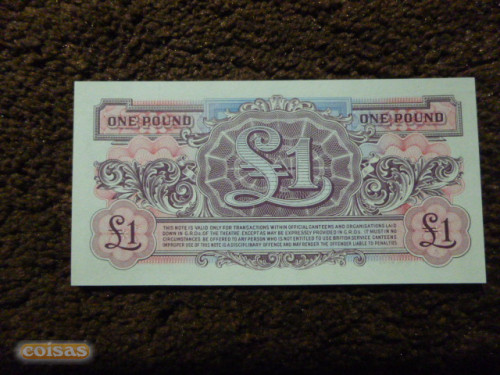 ONE POUND ONE POUND
£1
£1 £1
THIS NOTE IS VALID ONLY FOR TRANSACTIONS WITHIN OFFICIAL CANTEENS AND ORGANISATIONS LAID
DOWN IN G.R.O.s. OF THE THEATRE. EXCEPT AS MAY BE EXPRESSLY PROVIDED IN G.R.O.s. IT MUST IN NO
CIRCUMSTANCES BE OFFERED TO ANY PERSON WHO IS NOT ENTITLED TO USE BRITISH SERVICE CANTEENS
IMPROPER USE OF THIS NOTE IS A DISCIPLINARY OFFENCE AND MAY RENDER THE OFFENDER LIABLE TO PENALTIES
coisas